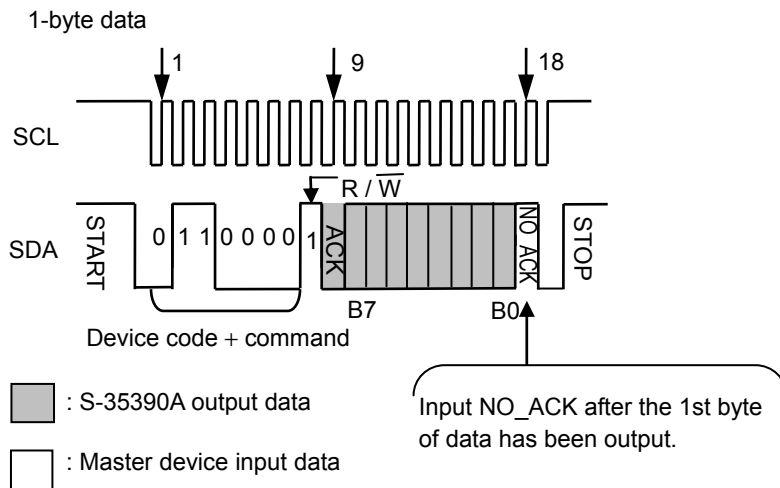 1-byte data
1 9 18
SCL
R / W
SDA START 0 1 1 0 0 0 0 1 ACK NO_ACK STOP
B7 B0
Device code + command
: S-35390A output data
: Master device input data
Input NO_ACK after the 1st byte
of data has been output.